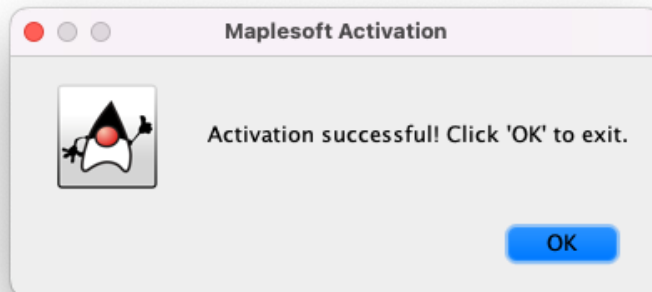 Maplesoft Activation
Activation successful! Click 'OK' to exit.
OK